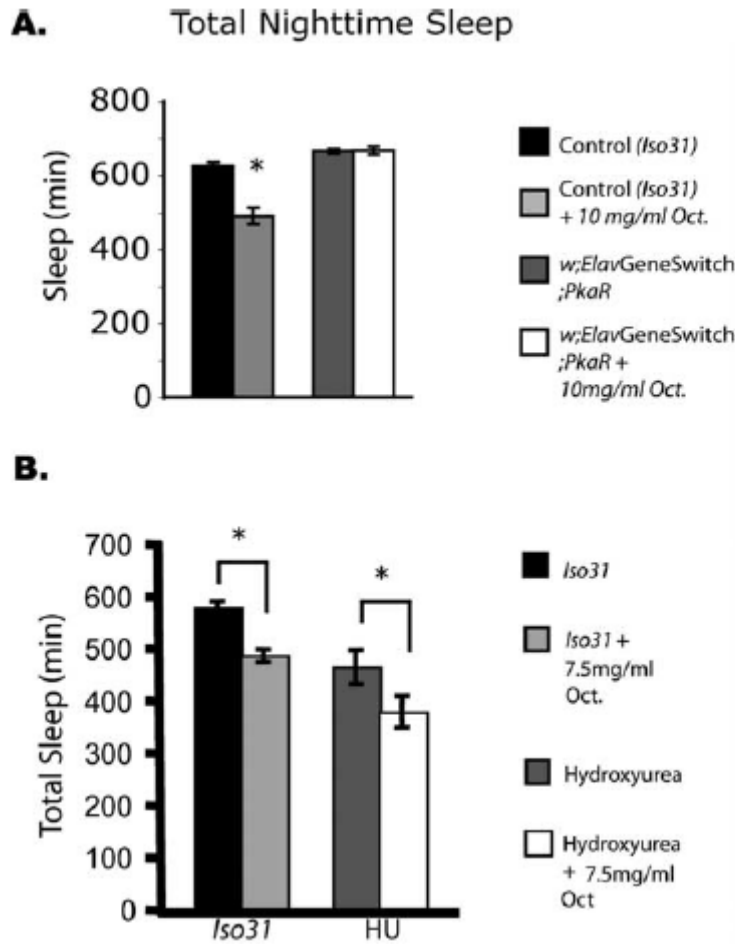 A. Total Nighttime Sleep
800
600
400
200
0
Sleep (min)
*
Control (Iso31)
Control (Iso31)
+ 10 mg/ml Oct.
w;ElavGeneSwitch
;PkaR
w;ElavGeneSwitch
;PkaR +
10mg/ml Oct.
B.
700
600
500
400
300
200
100
0
Total Sleep (min)
*
*
Iso31
HU
Iso31
Iso31 +
7.5mg/ml
Oct.
Hydroxyurea
Hydroxyurea
+ 7.5mg/ml
Oct